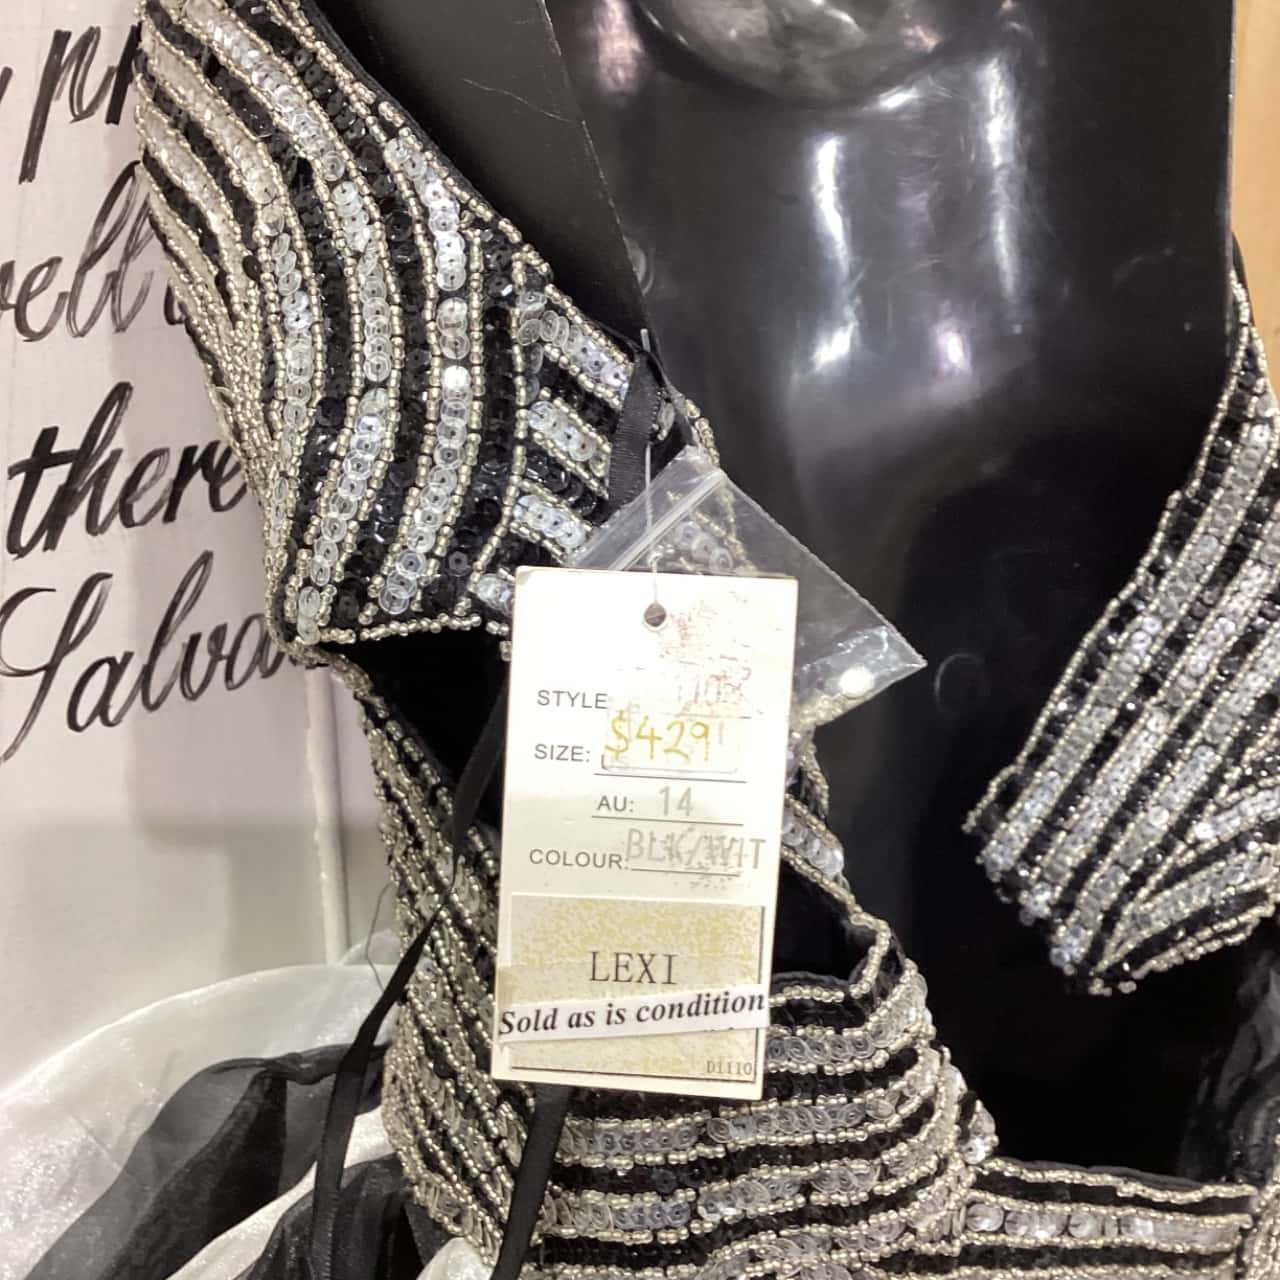 there
Salva
STYLE
$429
SIZE:
AU: 14
COLOUR: BLK/WIT
LEXI
Sold as is condition
D1110